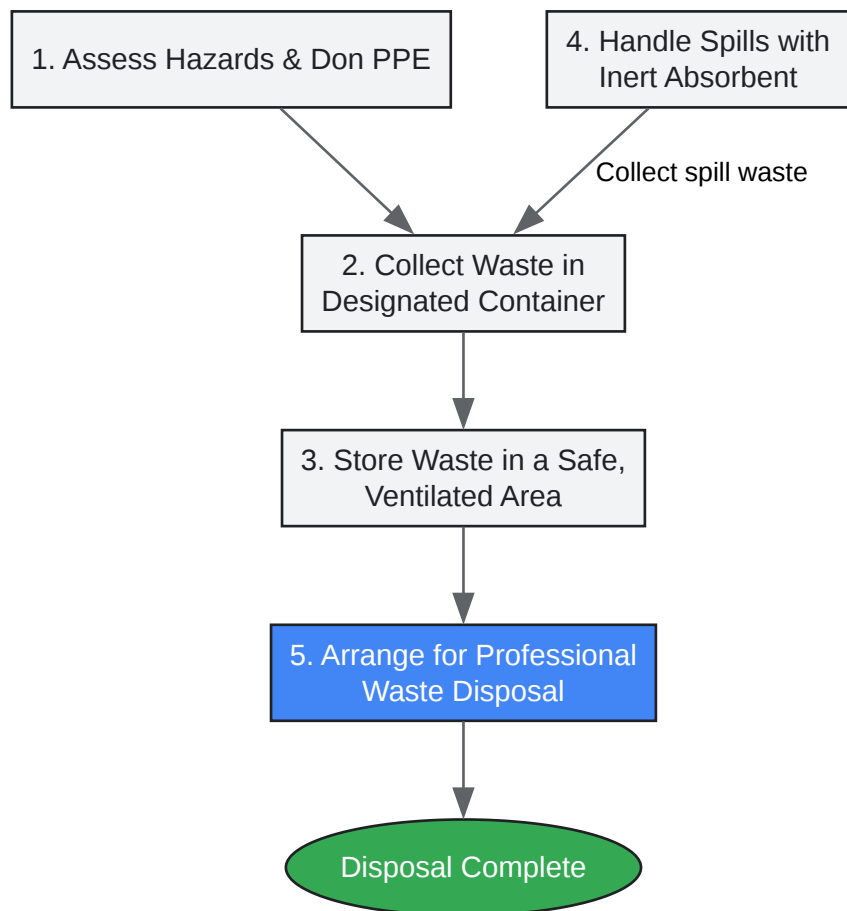 1. Assess Hazards & Don PPE
4. Handle Spills with
Inert Absorbent
Collect spill waste
2. Collect Waste in
Designated Container
3. Store Waste in a Safe,
Ventilated Area
5. Arrange for Professional
Waste Disposal
Disposal Complete